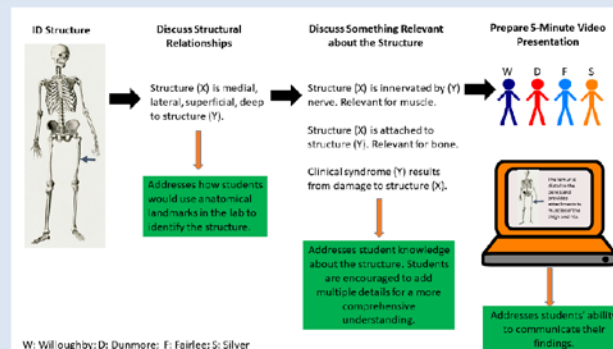 ID Structure
Discuss Structural
Relationships
Structure (X) is medial,
lateral, superficial, deep
to structure (Y).
Addresses how students
would use anatomical
landmarks in the lab to
identify the structure.
Discuss Something Relevant
about the Structure
Structure (X) is innervated by (Y)
nerve. Relevant for muscle.
Structure (X) is attached to
structure (Y). Relevant for bone.
Clinical syndrome (Y) results
from damage to structure (X).
Addresses student knowledge
about the structure. Students
are encouraged to add
multiple details for a more
comprehensive
understanding.
Prepare 5-Minute Video
Presentation
W D F S
Addresses students' ability
to communicate their
findings.
W: Willoughby; D: Dunmore; F: Fairlee; S: Silver